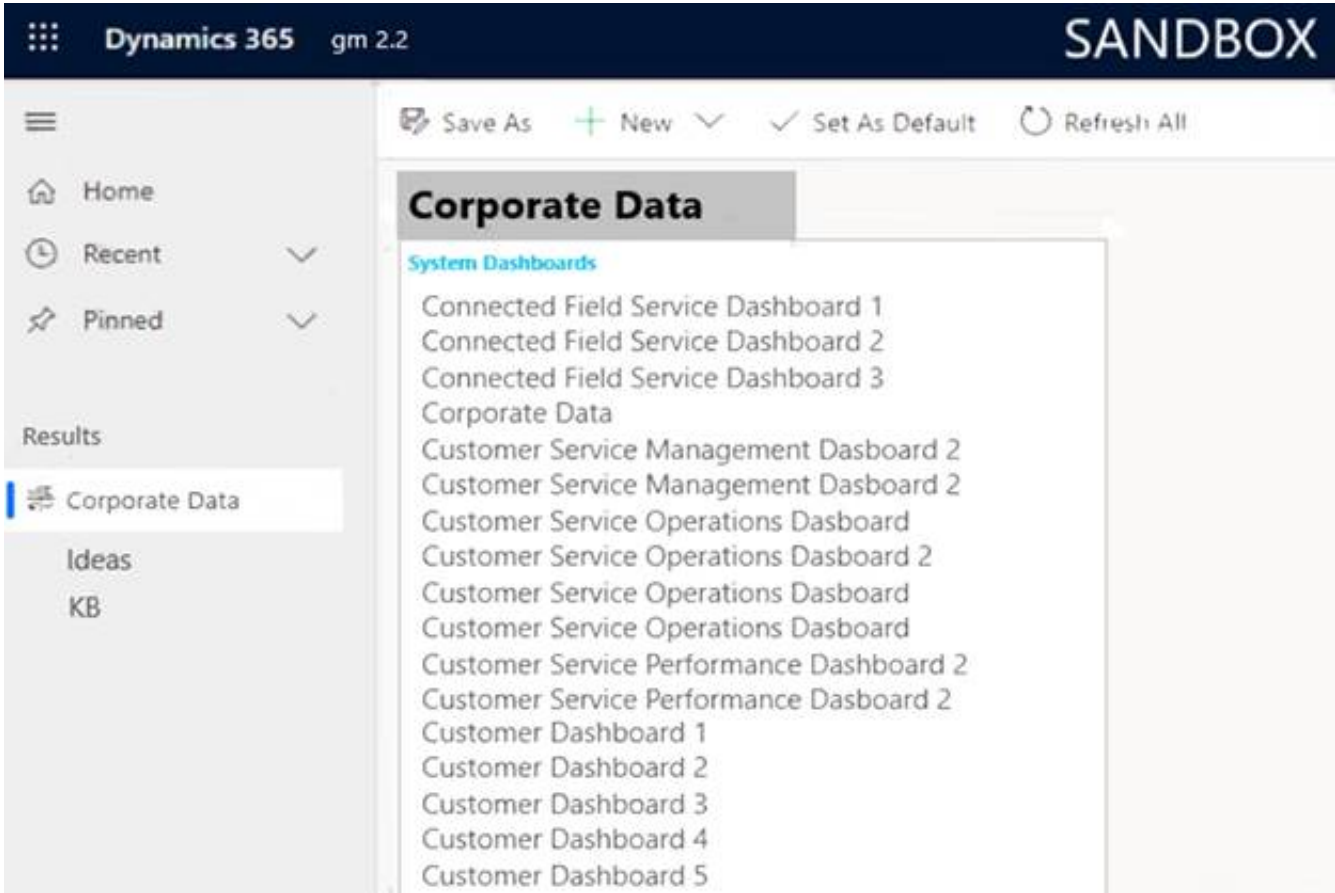 Dynamics 365 gm 2.2 SANDBOX
Save As New Set As Default Refresh All
Home
Recent
Pinned
Results
Corporate Data
Ideas
KB
Corporate Data
System Dashboards
Connected Field Service Dashboard 1
Connected Field Service Dashboard 2
Connected Field Service Dashboard 3
Corporate Data
Customer Service Management Dasboard 2
Customer Service Management Dasboard 2
Customer Service Operations Dasboard
Customer Service Operations Dasboard 2
Customer Service Operations Dasboard
Customer Service Operations Dasboard
Customer Service Performance Dashboard 2
Customer Service Performance Dasboard 2
Customer Dashboard 1
Customer Dashboard 2
Customer Dashboard 3
Customer Dashboard 4
Customer Dashboard 5